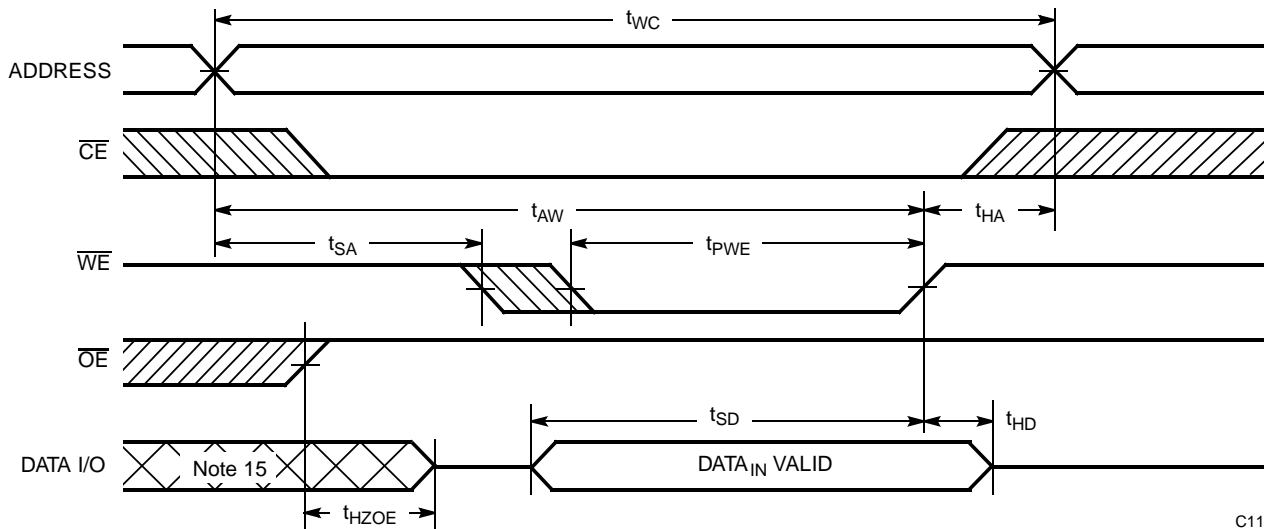 tWC
ADDRESS
CE
tAW
tHA
tSA
tPWE
WE
OE
tSD
tHD
DATA I/O
Note 15
DATAIN VALID
tHZOE
C11